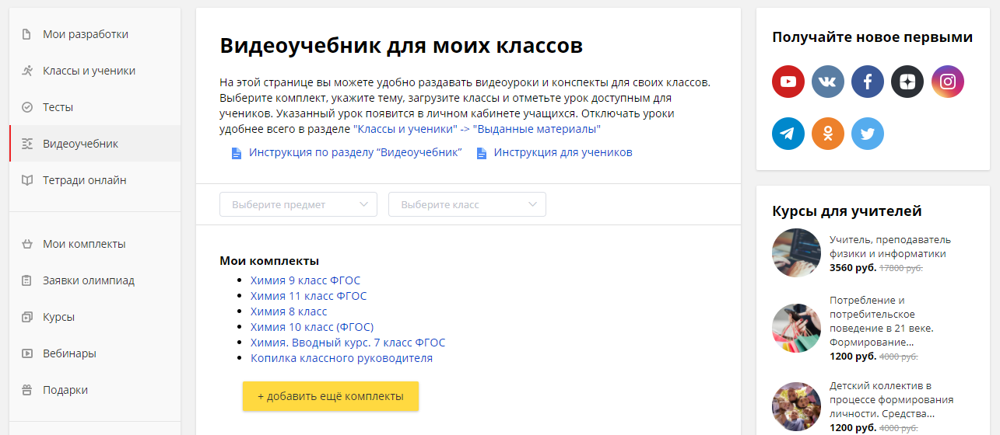 Мои разработки
Классы и ученики
Тесты
Видеоучебник
Тетради онлайн
Мои комплекты
Заявки олимпиад
Курсы
Вебинары
Подарки
Видеоучебник для моих классов
На этой странице вы можете удобно раздавать видеоуроки и конспекты для своих классов.
Выберите комплект, укажите тему, загрузите классы и отметьте урок доступным для
учеников. Указанный урок появится в личном кабинете учащихся. Отключать уроки
удобнее всего в разделе "Классы и ученики" -> "Выданные материалы"
Инструкция по разделу “Видеоучебник” Инструкция для учеников
Выберите предмет Выберите класс
Мои комплекты
Химия 9 класс ФГОС
Химия 11 класс ФГОС
Химия 8 класс
Химия 10 класс (ФГОС)
Химия. Вводный курс. 7 класс ФГОС
Копилка классного руководителя
+ добавить ещё комплекты
Получайте новое первыми
Курсы для учителей
Учитель, преподаватель
физики и информатики
3560 руб. 17800 руб.
Потребление и
потребительское
поведение в 21 веке.
Формирование...
1200 руб. 4000 руб.
Детский коллектив в
процессе формирования
личности. Средства...
1200 руб. 4000 руб.